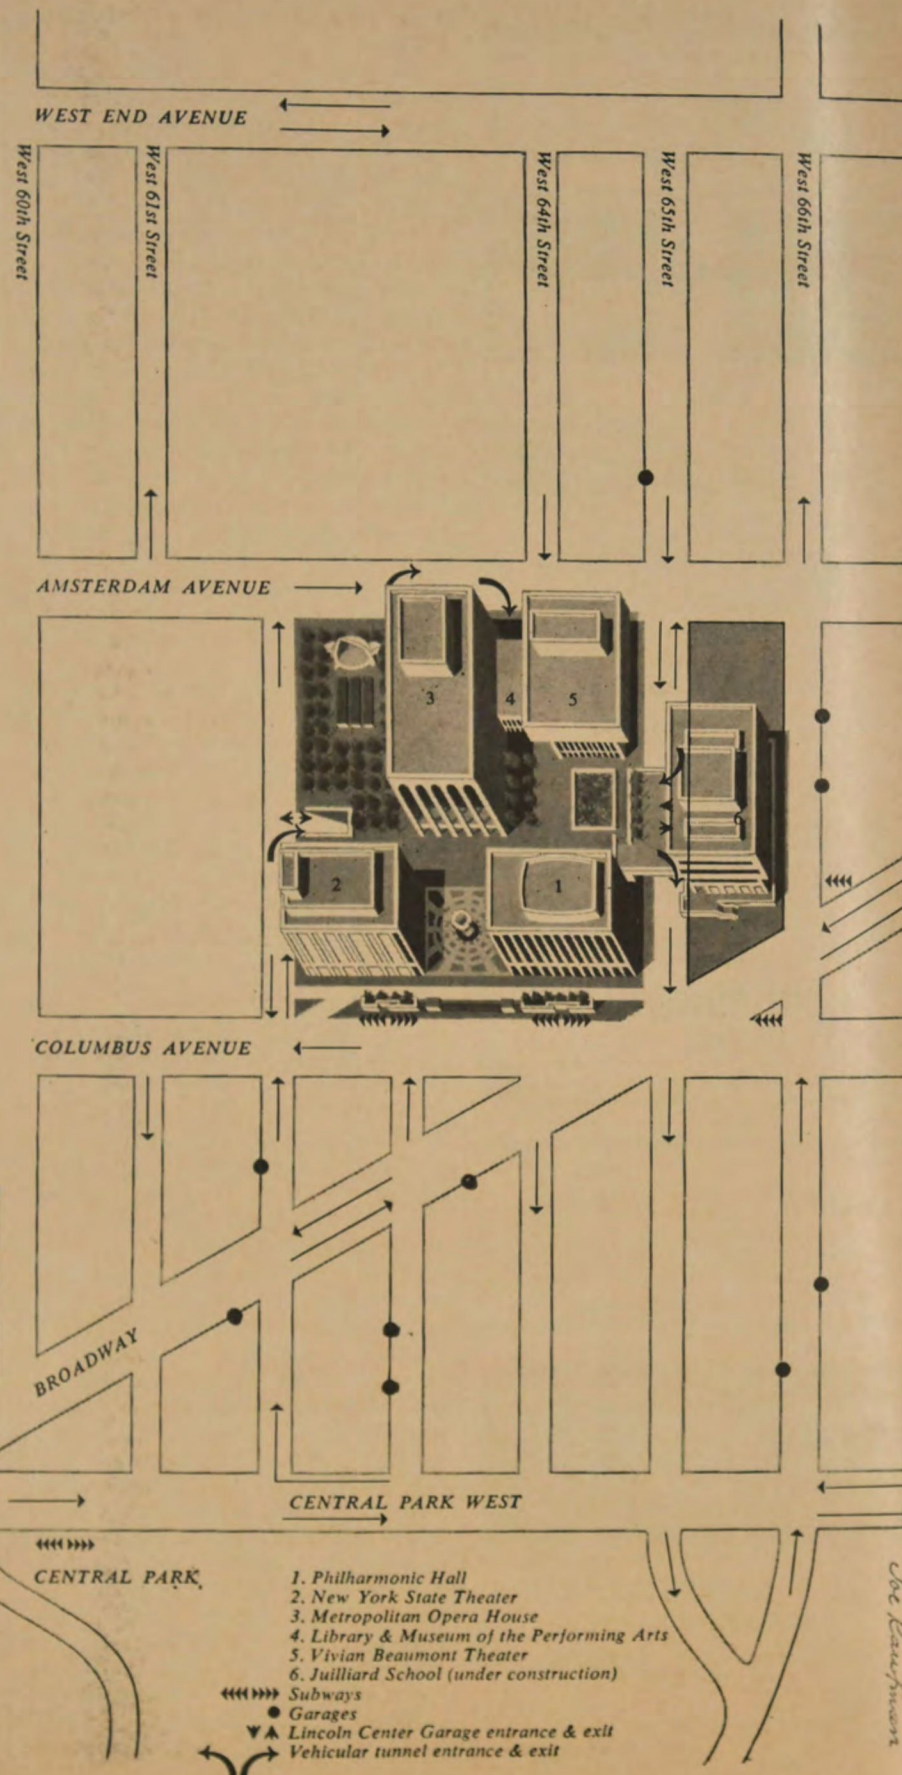 WEST END AVENUE
West 60th Street
West 61st Street
West 64th Street
West 65th Street
West 66th Street
AMSTERDAM AVENUE
3
4
5
6
2
1
COLUMBUS AVENUE
BROADWAY
CENTRAL PARK WEST
CENTRAL PARK
1. Philharmonic Hall
2. New York State Theater
3. Metropolitan Opera House
4. Library & Museum of the Performing Arts
5. Vivian Beaumont Theater
6. Juilliard School (under construction)
Subways
Garages
Lincoln Center Garage entrance & exit
Vehicular tunnel entrance & exit
Joe Kaufman